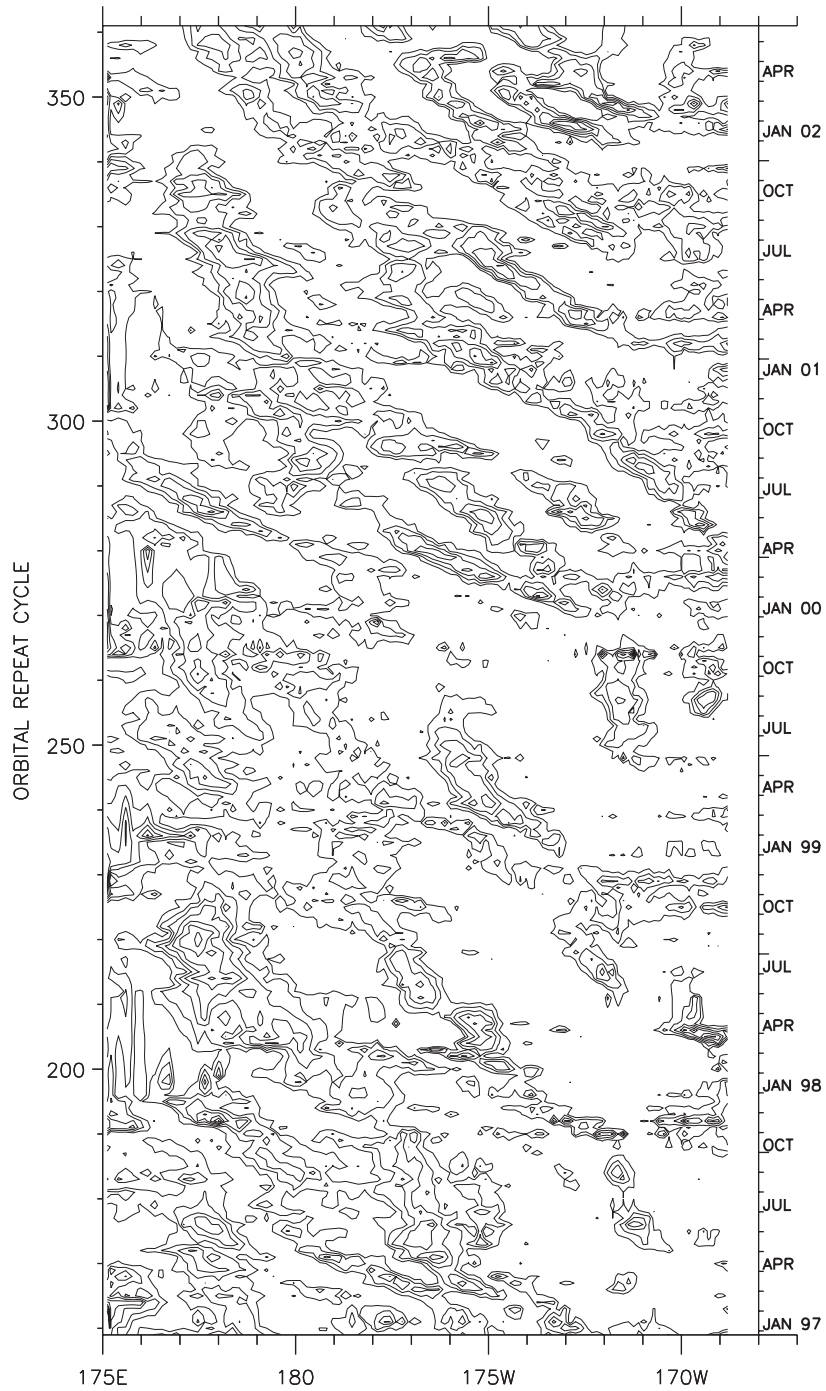 APR
350
JAN 02
OCT
JUL
APR
JAN 01
300
OCT
JUL
APR
JAN 00
ORBITAL REPEAT CYCLE
OCT
250
JUL
APR
JAN 99
OCT
JUL
APR
200
JAN 98
OCT
JUL
APR
JAN 97
175E
180
175W
170W